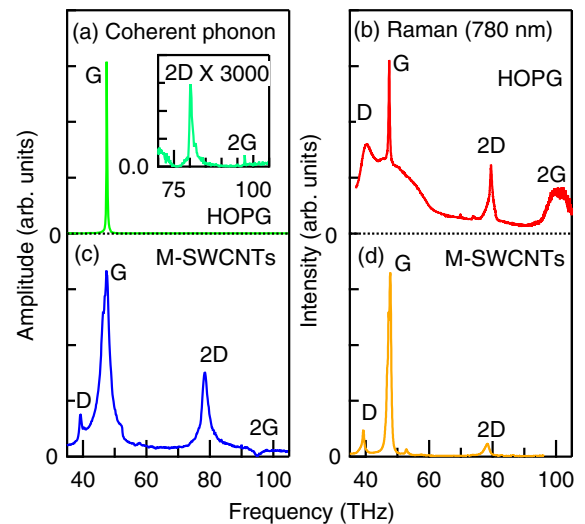 (a) Coherent phonon
G
2D X 3000
2G
0.0
75
100
HOPG
0
(b) Raman (780 nm)
G
HOPG
D
2D
2G
0
(c) M-SWCNTs
G
D
2D
2G
0
40
60
80
100
(d) M-SWCNTs
G
D
2D
0
40
60
80
100
Amplitude (arb. units)
Intensity (arb. units)
Frequency (THz)